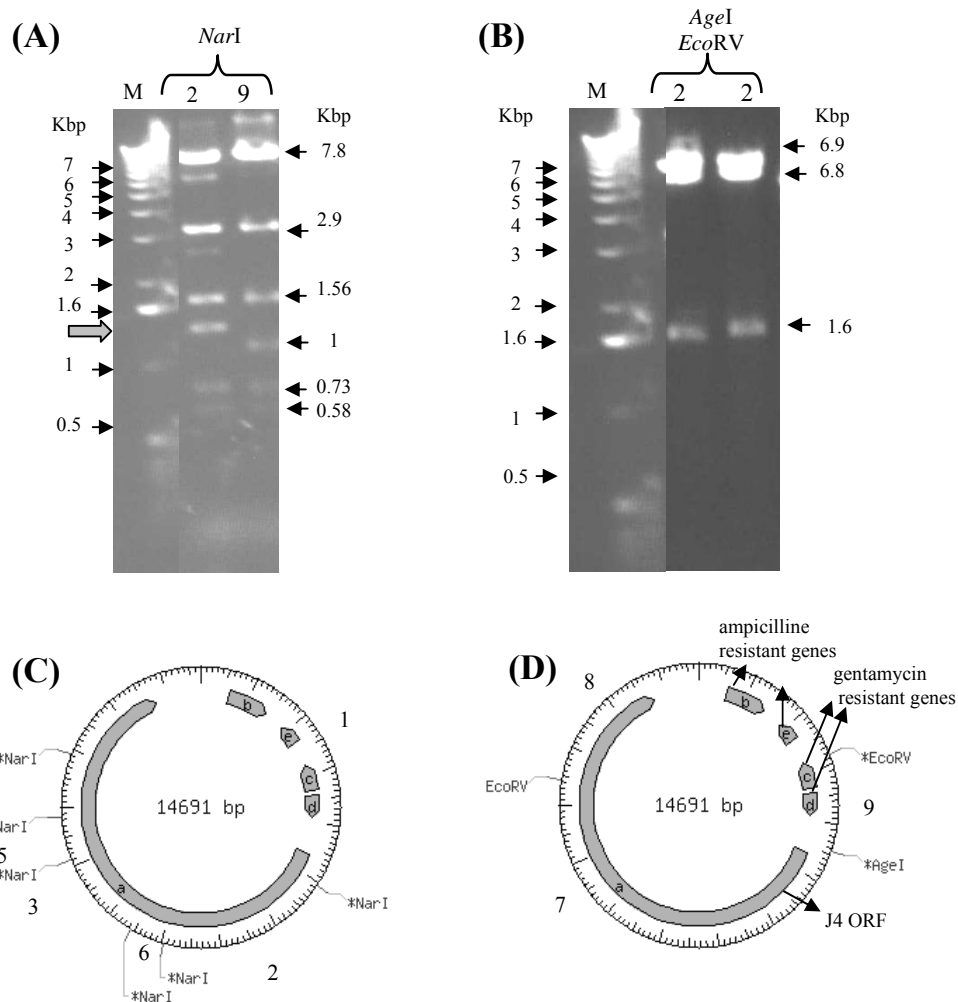 (A)
NarI
M
2 9
Kbp
7
6
5
4
3
2
1.6
1
0.5
Kbp
7.8
2.9
1.56
1
0.73
0.58
(B)
AgeI
EcoRV
M
2 2
Kbp
7
6
5
4
3
2
1.6
1
0.5
Kbp
6.9
6.8
1.6
(C)
b
1
e
c
d
*NarI
NarI
5
*NarI
3
a
14691 bp
*NarI
6
*NarI
*NarI
2
(D)
ampicilline
resistant genes
gentamycin
resistant genes
8
b
e
*EcoRV
c
d
9
EcoRV
14691 bp
*AgeI
a
7
J4 ORF